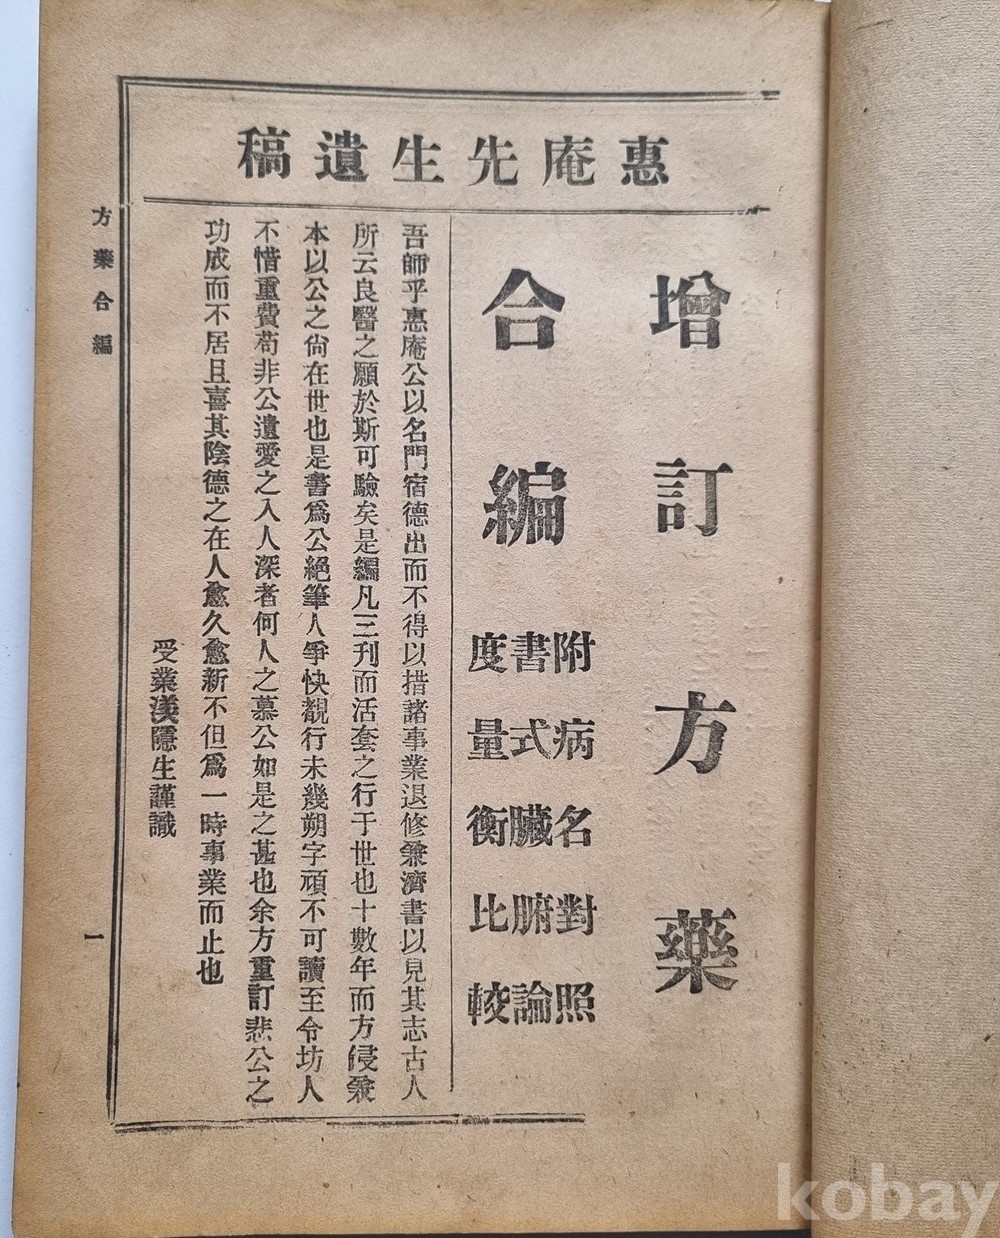 惠庵先生遺稿
增訂方藥
合編
附病名對照
書式臟腑論
度量衡比較
吾師乎惠庵公以名門宿德出而不得以措諸事業退修兼濟書以見其志古人
所云良醫之願於斯可驗矣是編凡三刋而活套之行于世也十數年而方侵兼
本以公之尙在世也是書爲公絕筆人爭快覩行未幾朔字頑不可讀至令坊人
不惜重費苟非公遺愛之入人深者何人之慕公如是之甚也余方重訂悲公之
功成而不居且喜其陰德之在人愈久愈新不但爲一時事業而止也
受業漢隱生謹識
方藥合編
一
kobay